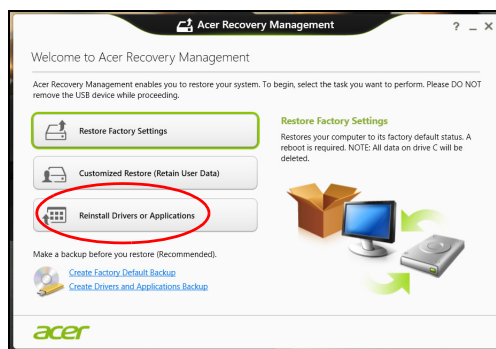 Acer Recovery Management
? _ X
Welcome to Acer Recovery Management
Acer Recovery Management enables you to restore your system. To begin, select the task you want to perform. Please DO NOT
remove the USB device while proceeding.
Restore Factory Settings
Customized Restore (Retain User Data)
Reinstall Drivers or Applications
Make a backup before you restore (Recommended).
Create Factory Default Backup
Create Drivers and Applications Backup
Restore Factory Settings
Restores your computer to its factory default status. A
reboot is required. NOTE: All data on drive C will be
deleted.
acer